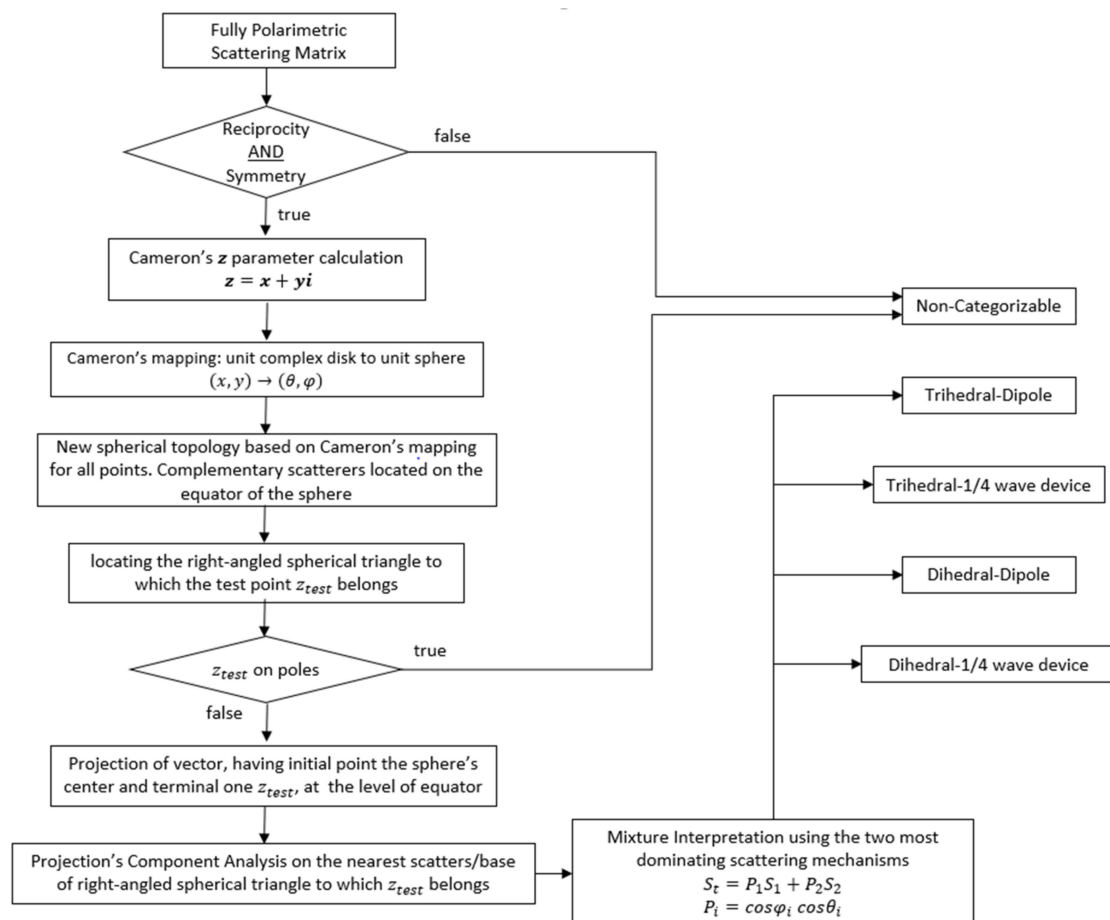 Fully Polarimetric
Scattering Matrix
Reciprocity
AND
Symmetry
false
true
Cameron's z parameter calculation
z = x + yi
Non-Categorizable
Cameron's mapping: unit complex disk to unit sphere
(x, y) → (θ, φ)
Trihedral-Dipole
New spherical topology based on Cameron's mapping
for all points. Complementary scatterers located on the
equator of the sphere
Trihedral-1/4 wave device
locating the right-angled spherical triangle to
which the test point z_test belongs
Dihedral-Dipole
z_test on poles
true
false
Dihedral-1/4 wave device
Projection of vector, having initial point the sphere's
center and terminal one z_test, at the level of equator
Projection's Component Analysis on the nearest scatters/base
of right-angled spherical triangle to which z_test belongs
Mixture Interpretation using the two most
dominating scattering mechanisms
S_t = P_1S_1 + P_2S_2
P_i = cosφ_i cosθ_i